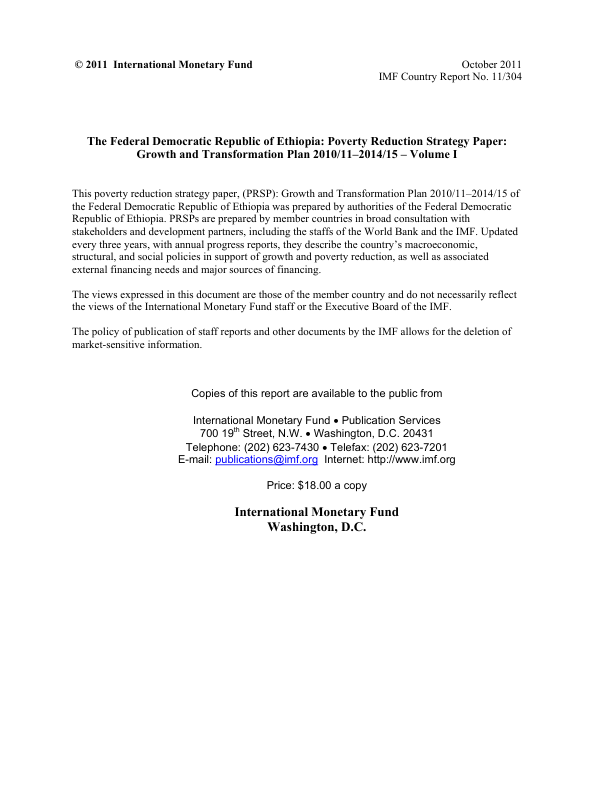 © 2011 International Monetary Fund
October 2011
IMF Country Report No. 11/304
The Federal Democratic Republic of Ethiopia: Poverty Reduction Strategy Paper:
Growth and Transformation Plan 2010/11–2014/15 – Volume I
This poverty reduction strategy paper, (PRSP): Growth and Transformation Plan 2010/11–2014/15 of
the Federal Democratic Republic of Ethiopia was prepared by authorities of the Federal Democratic
Republic of Ethiopia. PRSPs are prepared by member countries in broad consultation with
stakeholders and development partners, including the staffs of the World Bank and the IMF. Updated
every three years, with annual progress reports, they describe the country’s macroeconomic,
structural, and social policies in support of growth and poverty reduction, as well as associated
external financing needs and major sources of financing.
The views expressed in this document are those of the member country and do not necessarily reflect
the views of the International Monetary Fund staff or the Executive Board of the IMF.
The policy of publication of staff reports and other documents by the IMF allows for the deletion of
market-sensitive information.
Copies of this report are available to the public from
International Monetary Fund • Publication Services
700 19th Street, N.W. • Washington, D.C. 20431
Telephone: (202) 623-7430 • Telefax: (202) 623-7201
E-mail: publications@imf.org Internet: http://www.imf.org
Price: $18.00 a copy
International Monetary Fund
Washington, D.C.